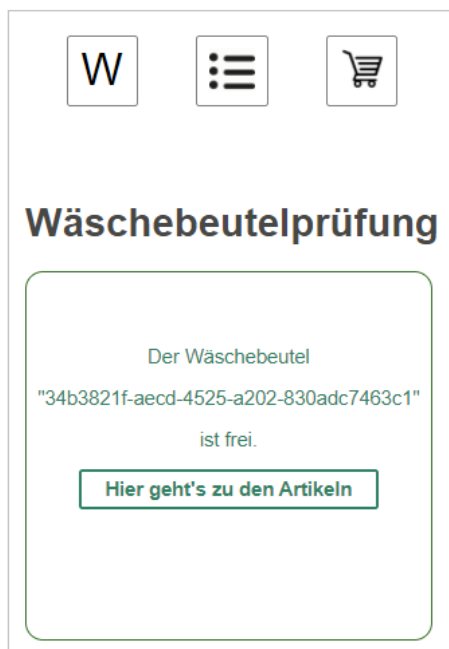 W
Wäschebeutelprüfung
Der Wäschebeutel
"34b3821f-aecd-4525-a202-830adc7463c1"
ist frei.
Hier geht's zu den Artikeln